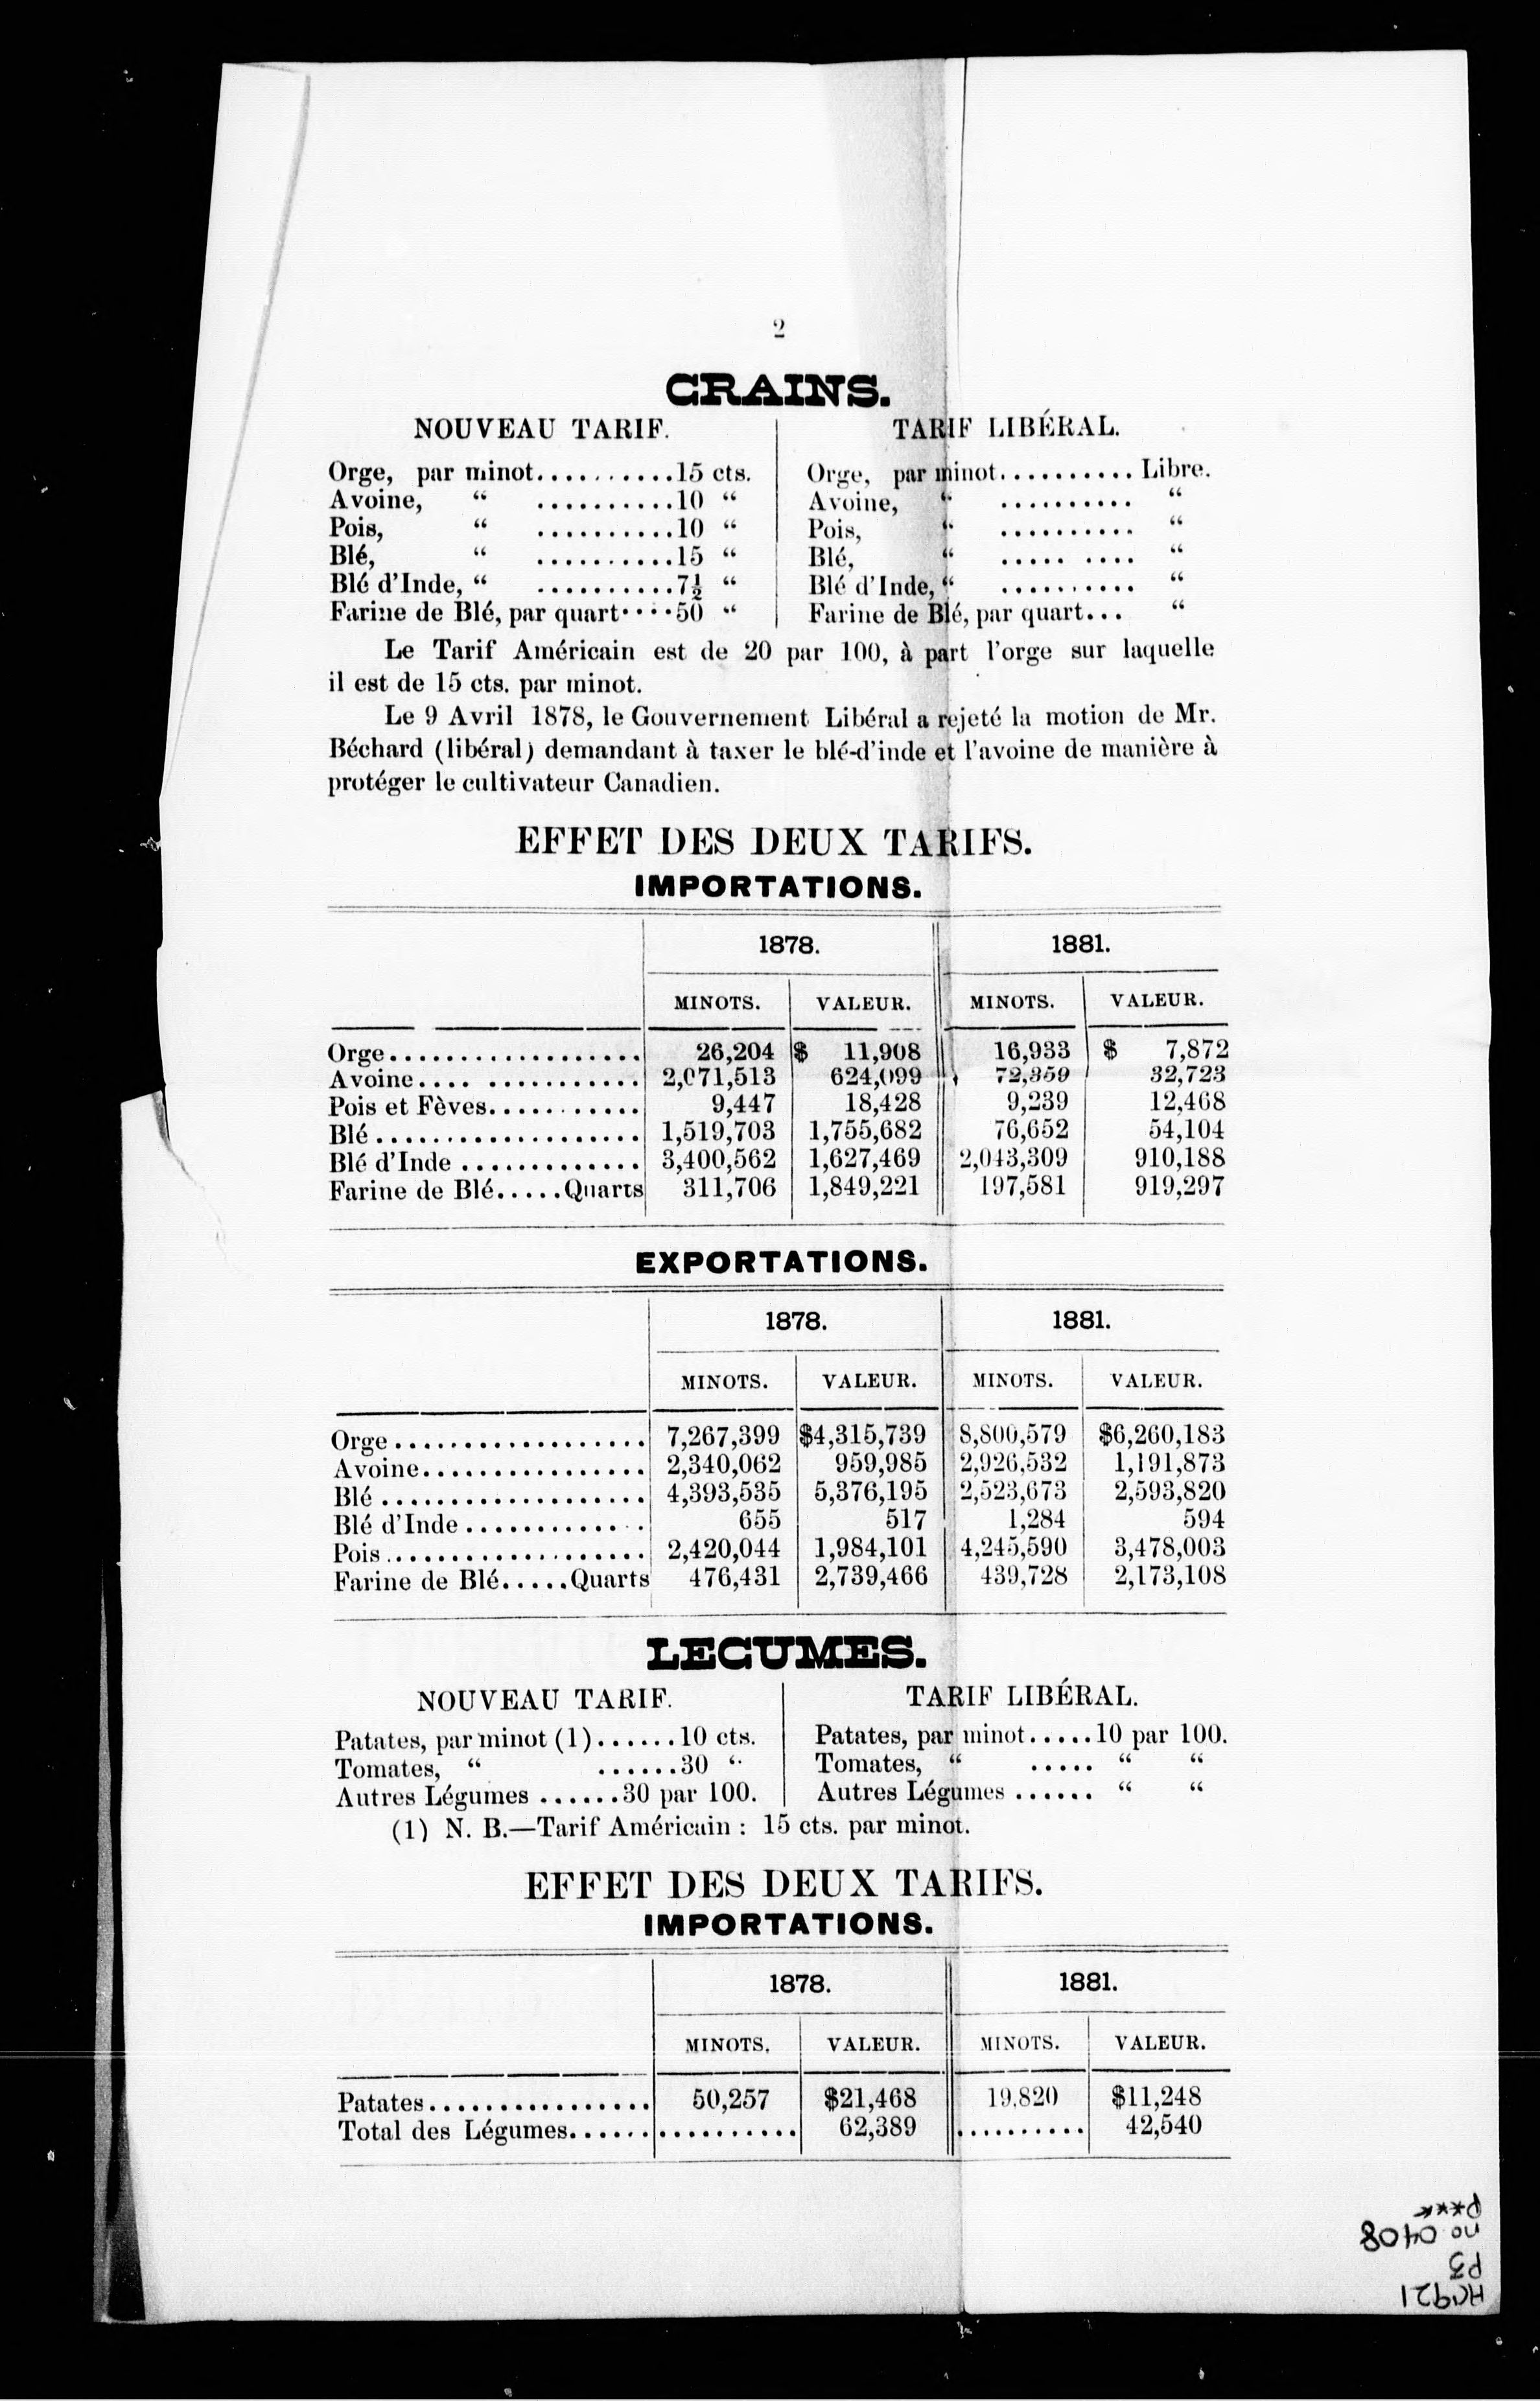 2
GRAINS.
NOUVEAU TARIF.
Orge, par minot..........15 cts.
Avoine, “ ..........10 “
Pois, “ ..........10 “
Blé, “ ..........15 “
Blé d'Inde, “ ..........7½ “
Farine de Blé, par quart....50 “
TARIF LIBÉRAL.
Orge, par minot.......... Libre.
Avoine, “ .......... “
Pois, “ .......... “
Blé, “ ..... .... “
Blé d'Inde, “ .......... “
Farine de Blé, par quart... “
Le Tarif Américain est de 20 par 100, à part l'orge sur laquelle
il est de 15 cts. par minot.
Le 9 Avril 1878, le Gouvernement Libéral a rejeté la motion de Mr.
Béchard (libéral) demandant à taxer le blé-d'inde et l'avoine de manière à
protéger le cultivateur Canadien.
EFFET DES DEUX TARIFS.
IMPORTATIONS.
1878. 1881.
MINOTS. VALEUR. MINOTS. VALEUR.
Orge.................. 26,204 $ 11,908 16,933 $ 7,872
Avoine.... ........... 2,071,513 624,099 72,359 32,723
Pois et Fèves........... 9,447 18,428 9,239 12,468
Blé................... 1,519,703 1,755,682 76,652 54,104
Blé d'Inde ............. 3,400,562 1,627,469 2,043,309 910,188
Farine de Blé.....Quarts 311,706 1,849,221 197,581 919,297
EXPORTATIONS.
1878. 1881.
MINOTS. VALEUR. MINOTS. VALEUR.
Orge.................. 7,267,399 $4,315,739 8,800,579 $6,260,183
Avoine................ 2,340,062 959,985 2,926,532 1,191,873
Blé ................... 4,393,535 5,376,195 2,523,673 2,593,820
Blé d'Inde............. 655 517 1,284 594
Pois................... 2,420,044 1,984,101 4,245,590 3,478,003
Farine de Blé.....Quarts 476,431 2,739,466 439,728 2,173,108
LEGUMES.
NOUVEAU TARIF.
Patates, par minot (1)......10 cts.
Tomates, “ ......30 “
Autres Légumes ......30 par 100.
TARIF LIBÉRAL.
Patates, par minot.....10 par 100.
Tomates, “ ..... “ “
Autres Légumes ...... “ “
(1) N. B.—Tarif Américain : 15 cts. par minot.
EFFET DES DEUX TARIFS.
IMPORTATIONS.
1878. 1881.
MINOTS. VALEUR. MINOTS. VALEUR.
Patates................ 50,257 $21,468 19,820 $11,248
Total des Légumes...... .......... 62,389 .......... 42,540
HC921
P3
no 0408
P***